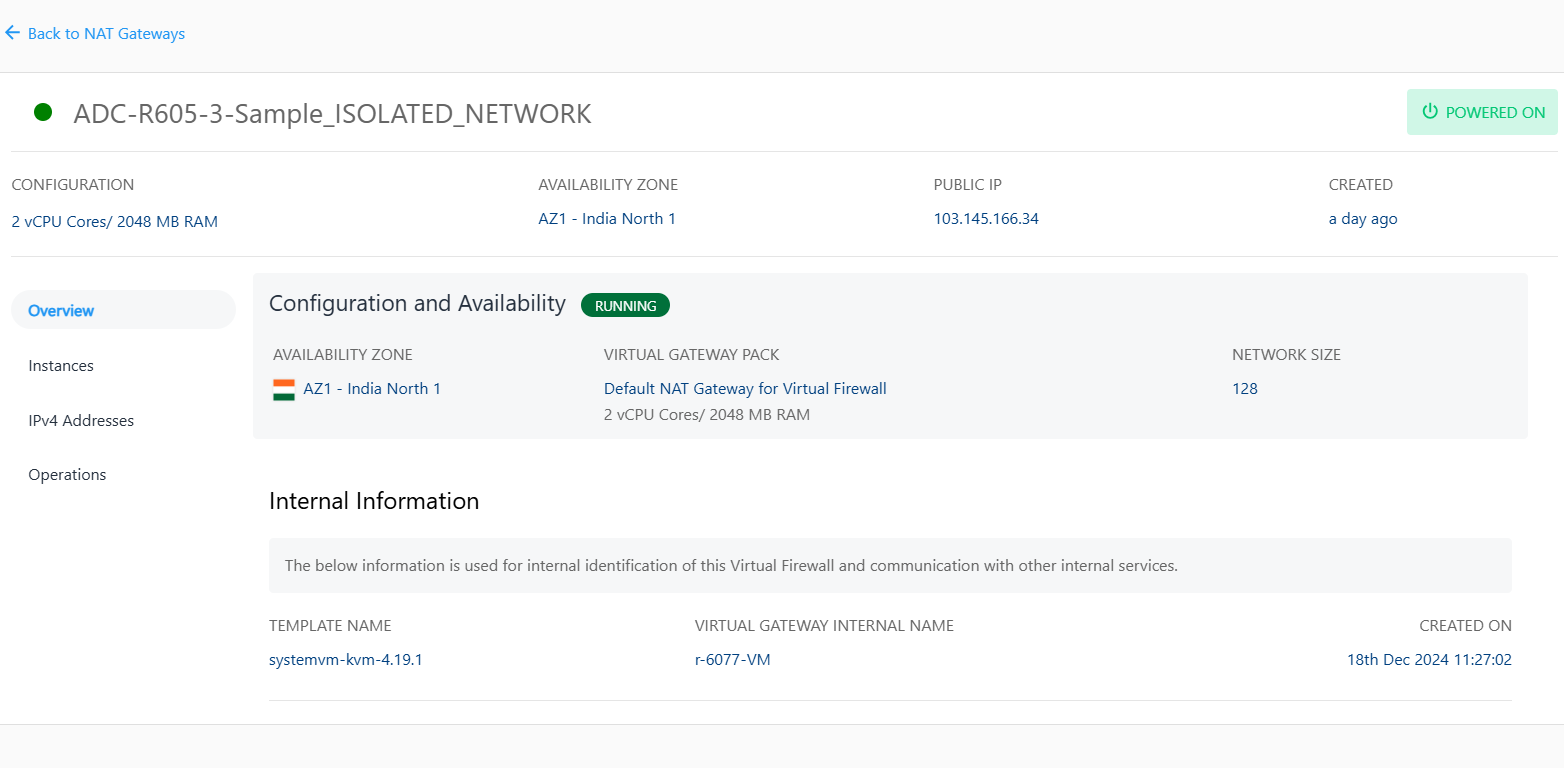 Back to NAT Gateways
ADC-R605-3-Sample_ISOLATED_NETWORK
POWERED ON
CONFIGURATION
AVAILABILITY ZONE
PUBLIC IP
CREATED
2 vCPU Cores/ 2048 MB RAM
AZ1 - India North 1
103.145.166.34
a day ago
Overview
Instances
IPv4 Addresses
Operations
Configuration and Availability
RUNNING
AVAILABILITY ZONE
VIRTUAL GATEWAY PACK
NETWORK SIZE
AZ1 - India North 1
Default NAT Gateway for Virtual Firewall
128
2 vCPU Cores/ 2048 MB RAM
Internal Information
The below information is used for internal identification of this Virtual Firewall and communication with other internal services.
TEMPLATE NAME
VIRTUAL GATEWAY INTERNAL NAME
CREATED ON
systemvm-kvm-4.19.1
r-6077-VM
18th Dec 2024 11:27:02